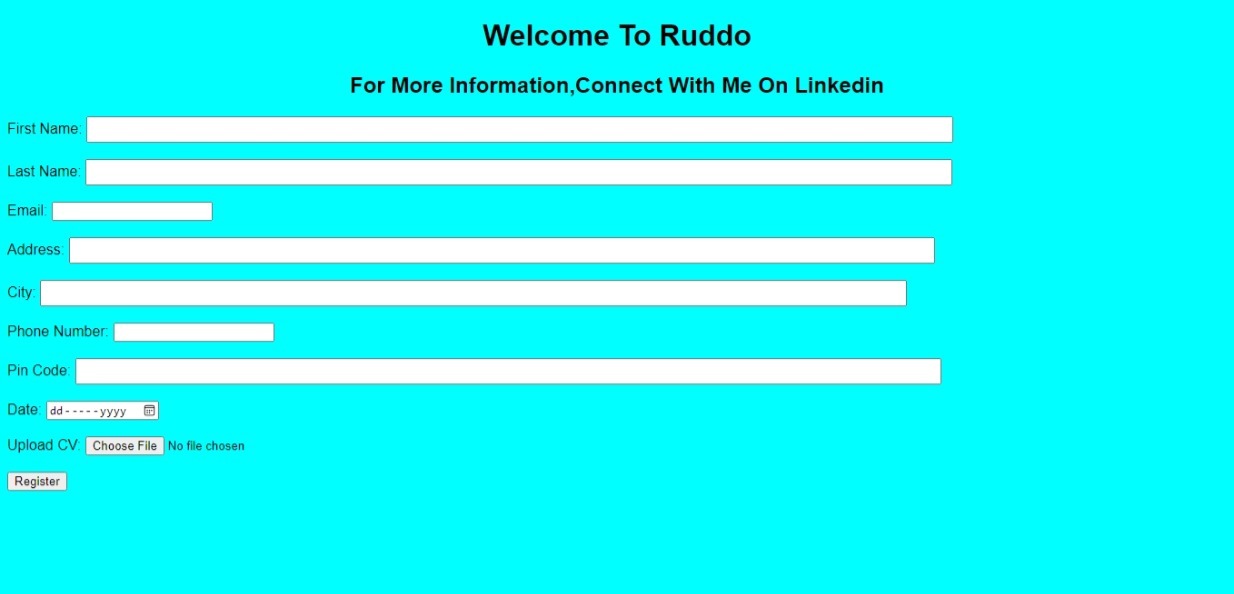 Welcome To Ruddo
For More Information,Connect With Me On Linkedin
First Name:
Last Name:
Email:
Address:
City:
Phone Number:
Pin Code:
Date: dd-----yyyy
Upload CV: Choose File No file chosen
Register